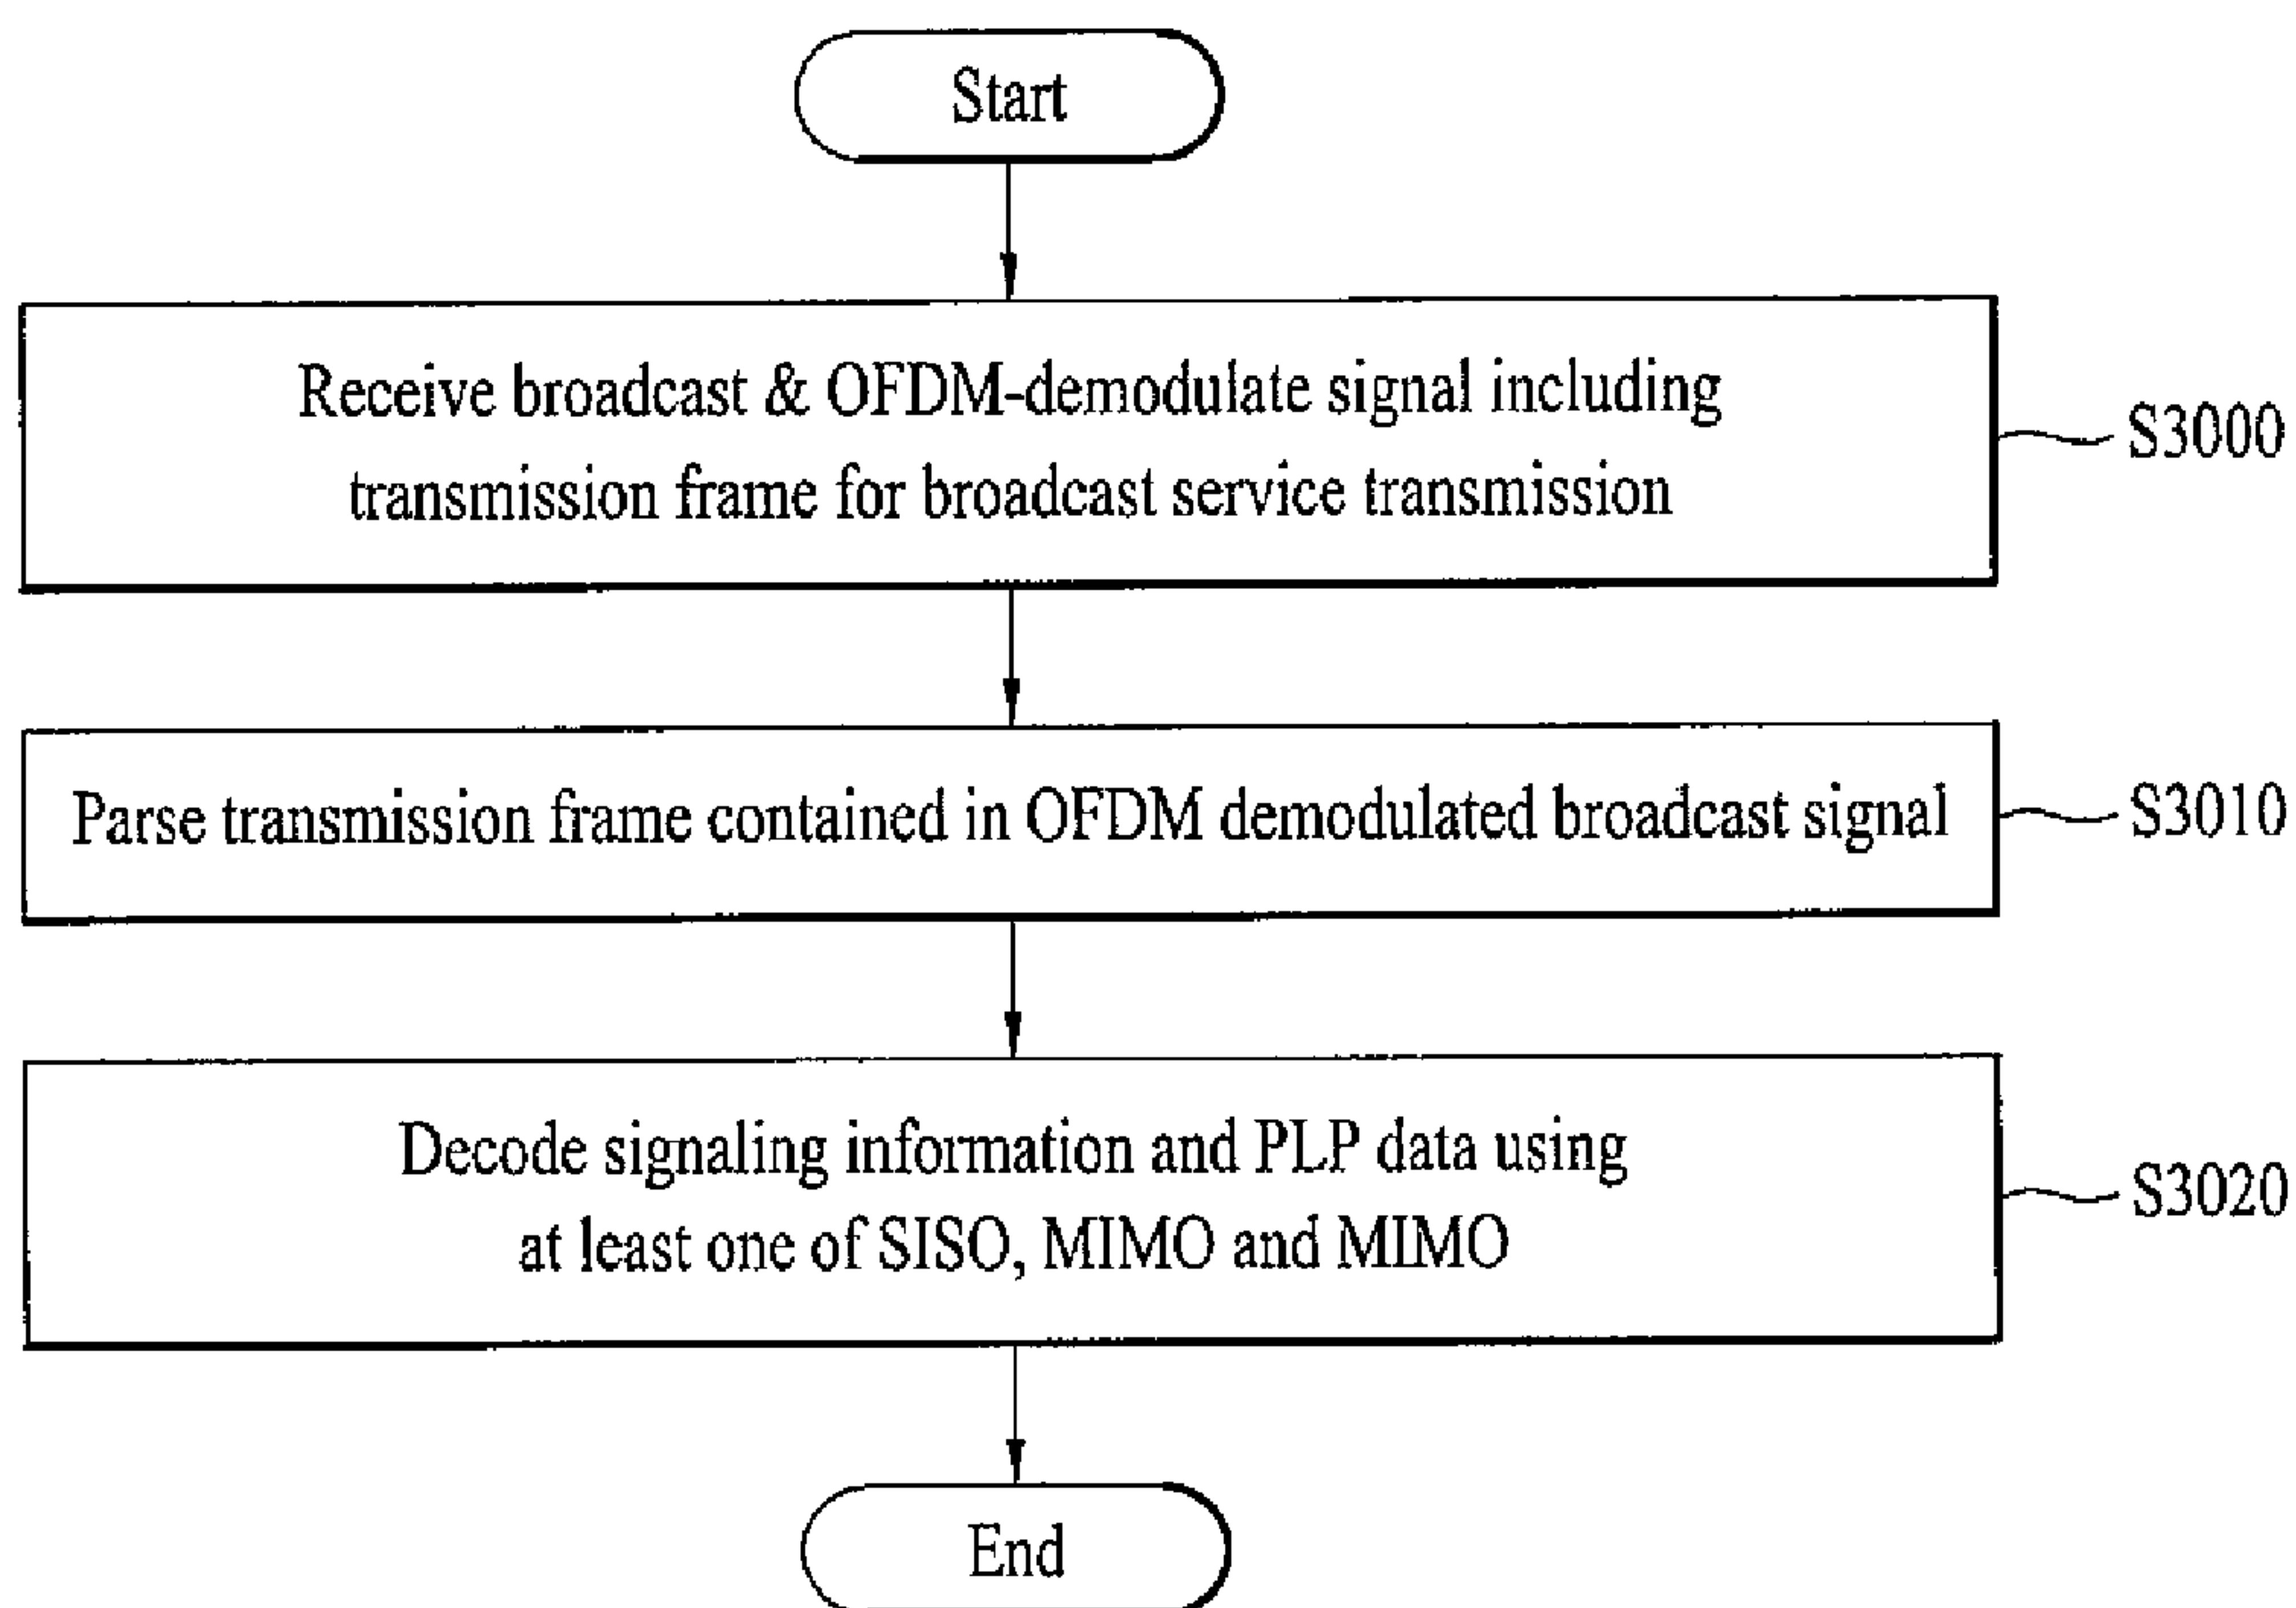 Start
Receive broadcast & OFDM-demodulate signal including
transmission frame for broadcast service transmission
S3000
Parse transmission frame contained in OFDM demodulated broadcast signal
S3010
Decode signaling information and PLP data using
at least one of SISO, MIMO and MIMO
S3020
End